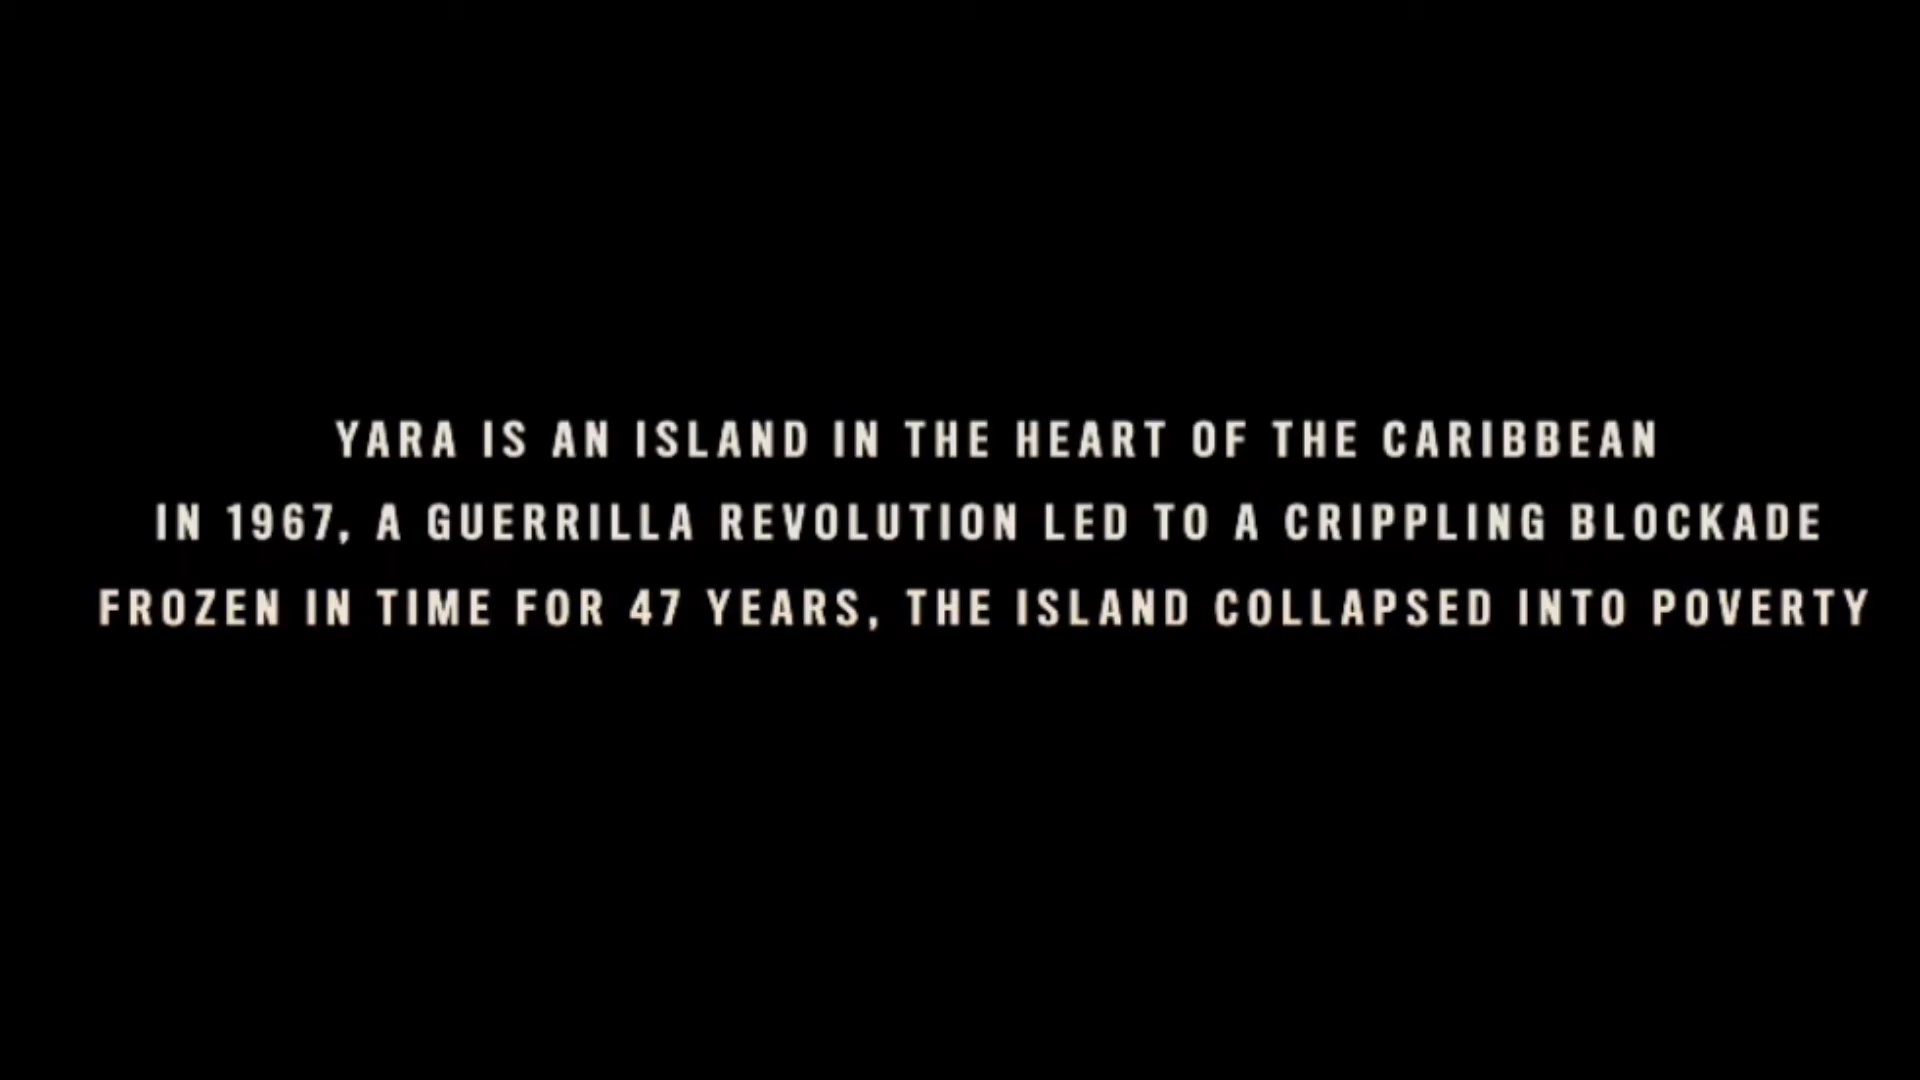 YARA IS AN ISLAND IN THE HEART OF THE CARIBBEAN
IN 1967, A GUERRILLA REVOLUTION LED TO A CRIPPLING BLOCKADE
FROZEN IN TIME FOR 47 YEARS, THE ISLAND COLLAPSED INTO POVERTY